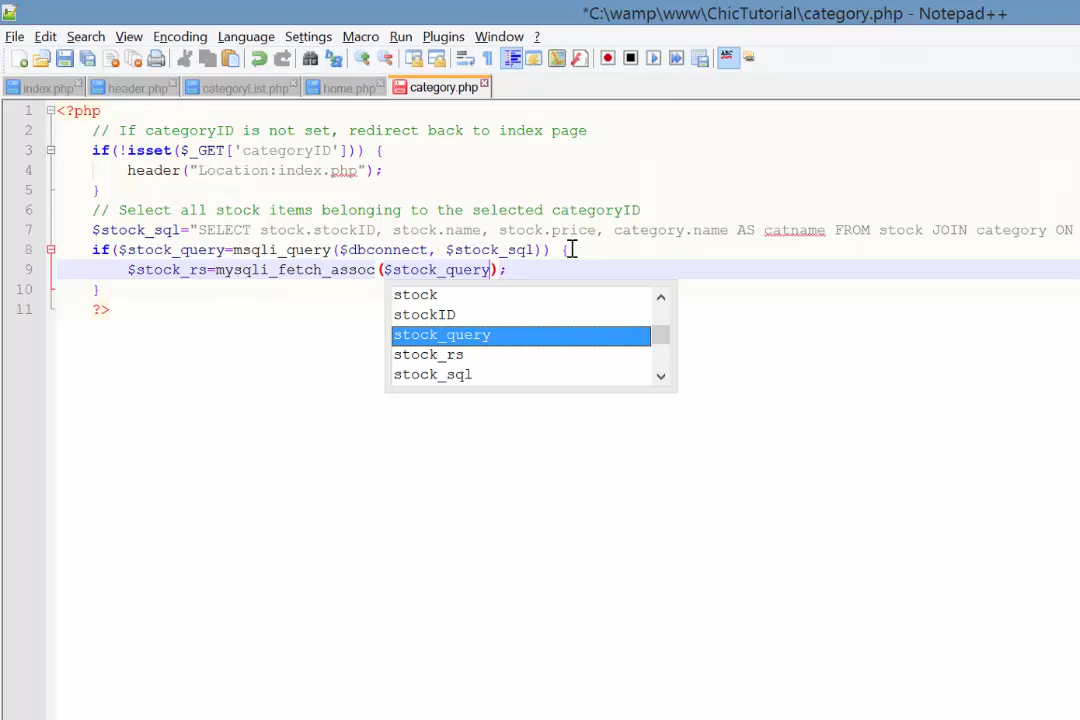 *C:\wamp\www\ChicTutorial\category.php - Notepad++
File Edit Search View Encoding Language Settings Macro Run Plugins Window ?
index.php header.php categoryList.php home.php category.php
1 <?php
2 // If categoryID is not set, redirect back to index page
3 if(!isset($_GET['categoryID'])) {
4 header("Location:index.php");
5 }
6 // Select all stock items belonging to the selected categoryID
7 $stock_sql="SELECT stock.stockID, stock.name, stock.price, category.name AS catname FROM stock JOIN category ON
8 if($stock_query=msqli_query($dbconnect, $stock_sql)) {
9 $stock_rs=mysqli_fetch_assoc($stock_query);
10 }
11 ?>
stock
stockID
stock_query
stock_rs
stock_sql